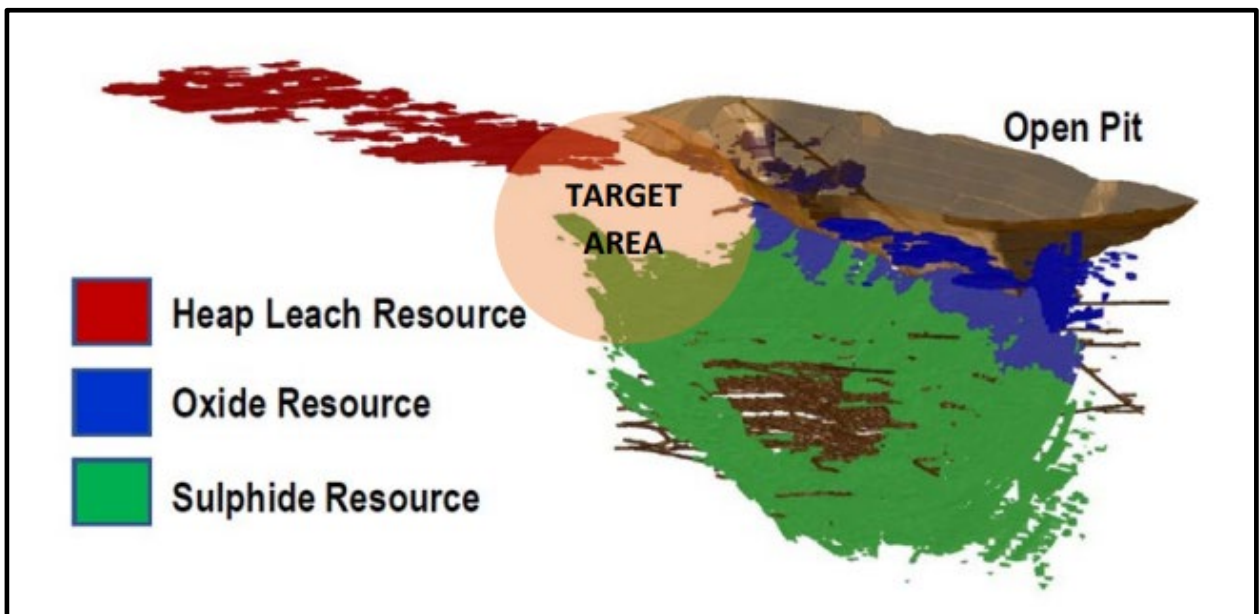 Open Pit
TARGET
AREA
Heap Leach Resource
Oxide Resource
Sulphide Resource